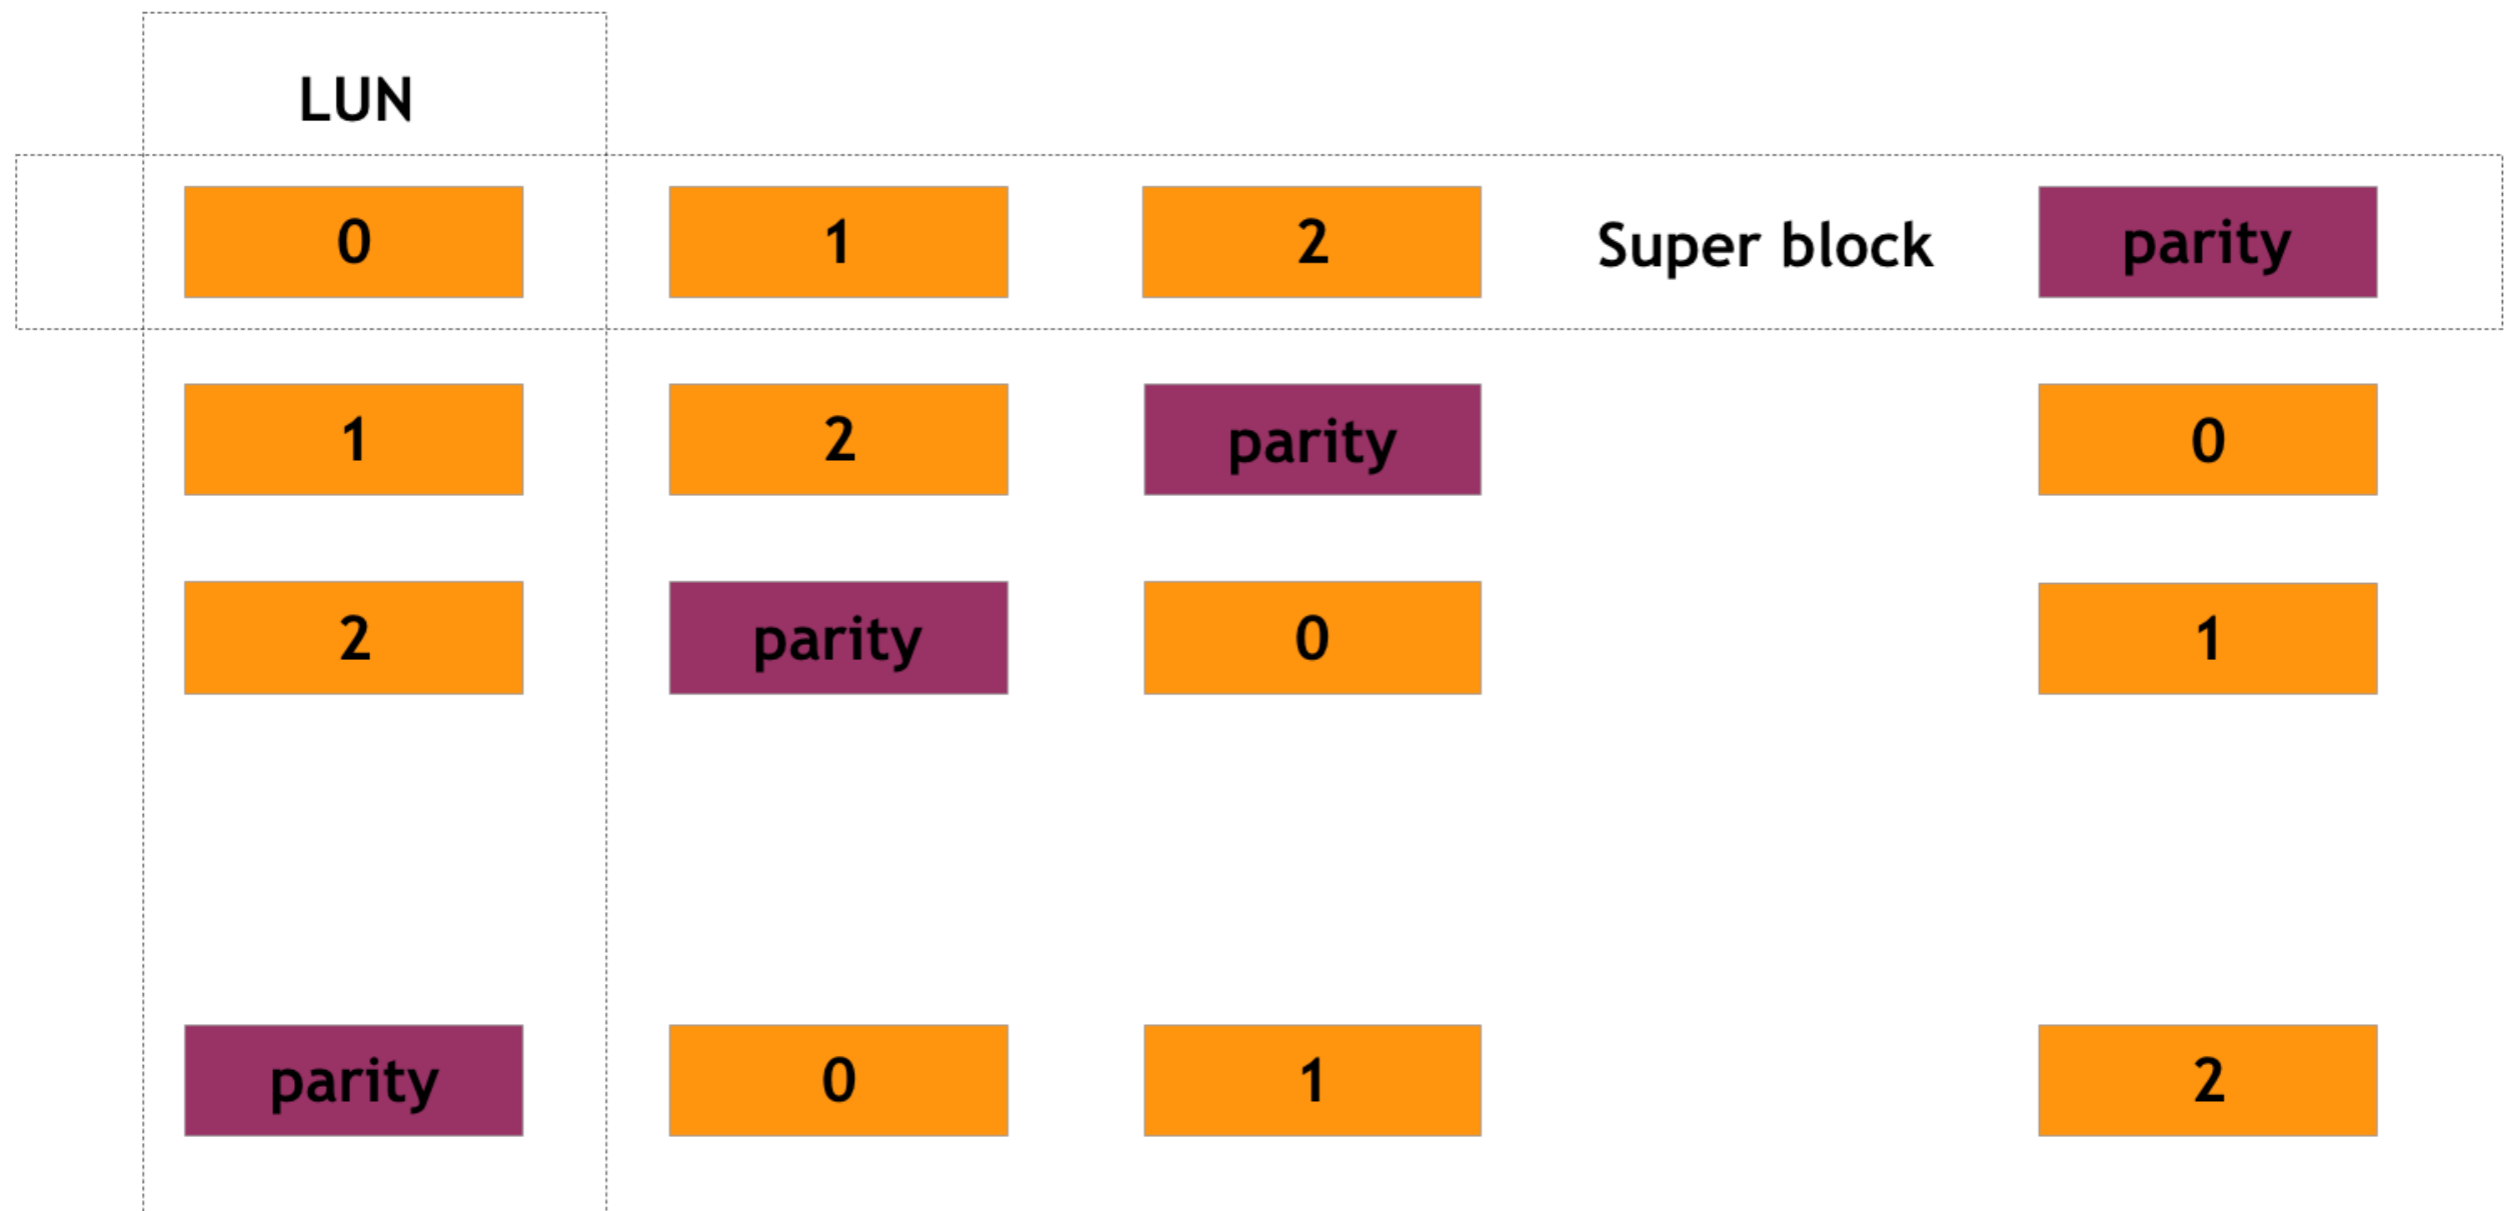 LUN
0 1 2 Super block parity
1 2 parity 0
2 parity 0 1
parity 0 1 2